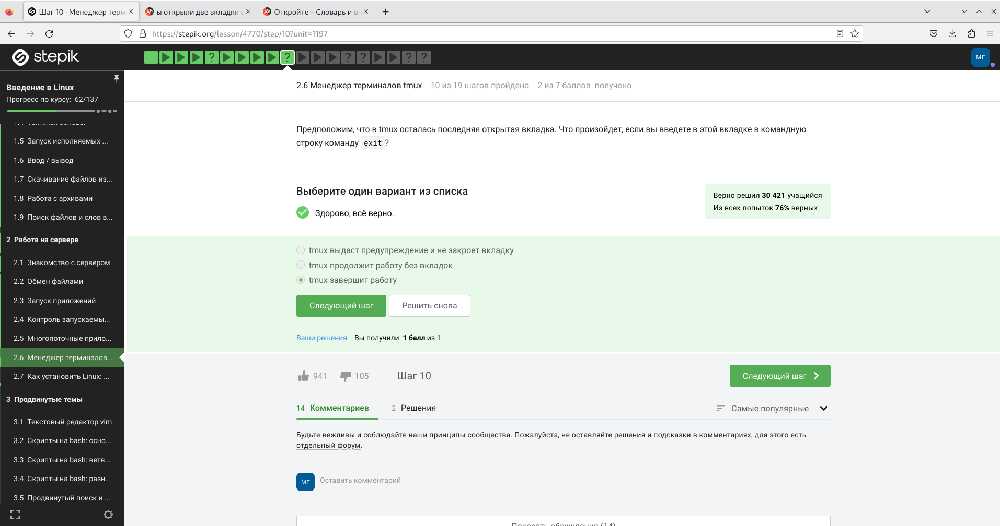 Шаг 10 · Менеджер терм
ы открыли две вкладки в
Откройте – Словарь и он
https://stepik.org/lesson/4770/step/10?unit=1197
stepik
? ? ? ? ? ?
МГ
Введение в Linux
Прогресс по курсу: 62/137
1.5 Запуск исполняемых ...
1.6 Ввод / вывод
1.7 Скачивание файлов из...
1.8 Работа с архивами
1.9 Поиск файлов и слов в...
2 Работа на сервере
2.1 Знакомство с сервером
2.2 Обмен файлами
2.3 Запуск приложений
2.4 Контроль запускаемы...
2.5 Многопоточные прило...
2.6 Менеджер терминалов...
2.7 Как установить Linux: ...
3 Продвинутые темы
3.1 Текстовый редактор vim
3.2 Скрипты на bash: осно...
3.3 Скрипты на bash: ветв...
3.4 Скрипты на bash: разн...
3.5 Продвинутый поиск и ...
2.6 Менеджер терминалов tmux 10 из 19 шагов пройдено 2 из 7 баллов получено
Предположим, что в tmux осталась последняя открытая вкладка. Что произойдет, если вы введете в этой вкладке в командную
строку команду exit ?
Выберите один вариант из списка
Здорово, всё верно.
Верно решил 30 421 учащийся
Из всех попыток 76% верных
tmux выдаст предупреждение и не закроет вкладку
tmux продолжит работу без вкладок
tmux завершит работу
Следующий шаг Решить снова
Ваши решения Вы получили: 1 балл из 1
941 105 Шаг 10 Следующий шаг
14 Комментариев 2 Решения Самые популярные
Будьте вежливы и соблюдайте наши принципы сообщества. Пожалуйста, не оставляйте решения и подсказки в комментариях, для этого есть
отдельный форум.
МГ Оставить комментарий
Показать обсуждения (14)